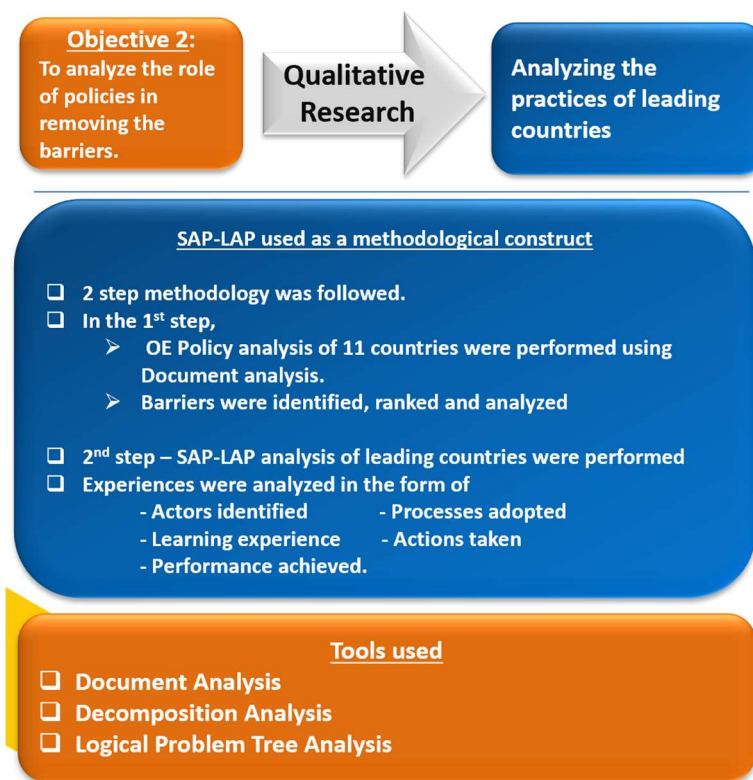 Objective 2:
To analyze the role
of policies in
removing the
barriers.
Qualitative
Research
Analyzing the
practices of leading
countries
SAP-LAP used as a methodological construct
❑ 2 step methodology was followed.
❑ In the 1st step,
➢ OE Policy analysis of 11 countries were performed using
Document analysis.
➢ Barriers were identified, ranked and analyzed
❑ 2nd step – SAP-LAP analysis of leading countries were performed
❑ Experiences were analyzed in the form of
- Actors identified - Processes adopted
- Learning experience - Actions taken
- Performance achieved.
Tools used
❑ Document Analysis
❑ Decomposition Analysis
❑ Logical Problem Tree Analysis